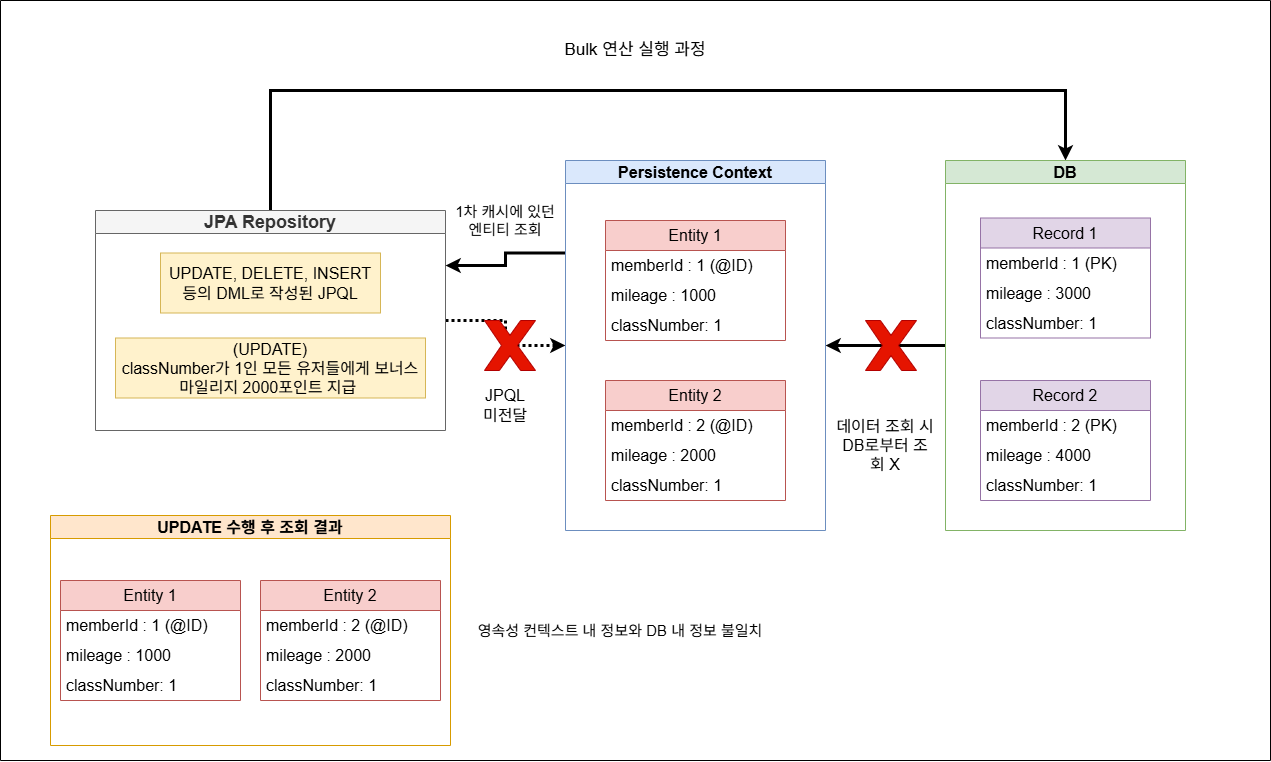 Bulk 연산 실행 과정
JPA Repository
UPDATE, DELETE, INSERT
등의 DML로 작성된 JPQL
(UPDATE)
classNumber가 1인 모든 유저들에게 보너스
마일리지 2000포인트 지급
1차 캐시에 있던
엔티티 조회
JPQL
미전달
Persistence Context
Entity 1
memberId : 1 (@ID)
mileage : 1000
classNumber: 1
Entity 2
memberId : 2 (@ID)
mileage : 2000
classNumber: 1
데이터 조회 시
DB로부터 조
회 X
DB
Record 1
memberId : 1 (PK)
mileage : 3000
classNumber: 1
Record 2
memberId : 2 (PK)
mileage : 4000
classNumber: 1
UPDATE 수행 후 조회 결과
Entity 1
memberId : 1 (@ID)
mileage : 1000
classNumber: 1
Entity 2
memberId : 2 (@ID)
mileage : 2000
classNumber: 1
영속성 컨텍스트 내 정보와 DB 내 정보 불일치